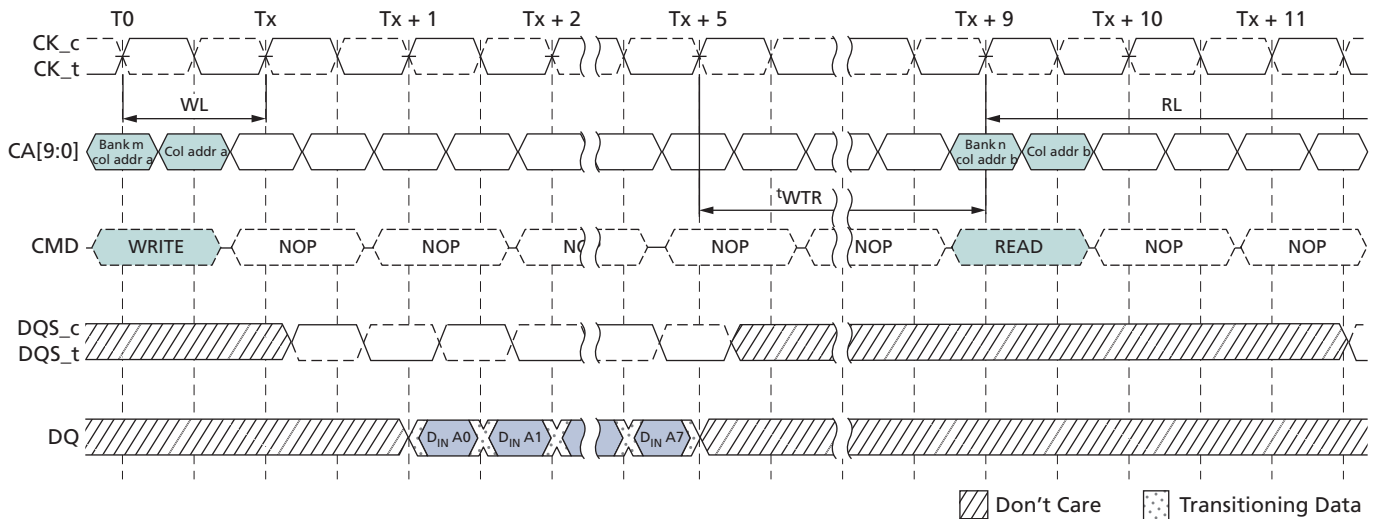 T0 Tx Tx + 1 Tx + 2 Tx + 5 Tx + 9 Tx + 10 Tx + 11
CK_c
CK_t
WL RL
CA[9:0] Bank m Bank n
col addr a Col addr a col addr b Col addr b
tWTR
CMD WRITE NOP NOP NOP NOP READ NOP NOP
DQS_c
DQS_t
DQ DIN A0 DIN A1 DIN A7
Don't Care Transitioning Data